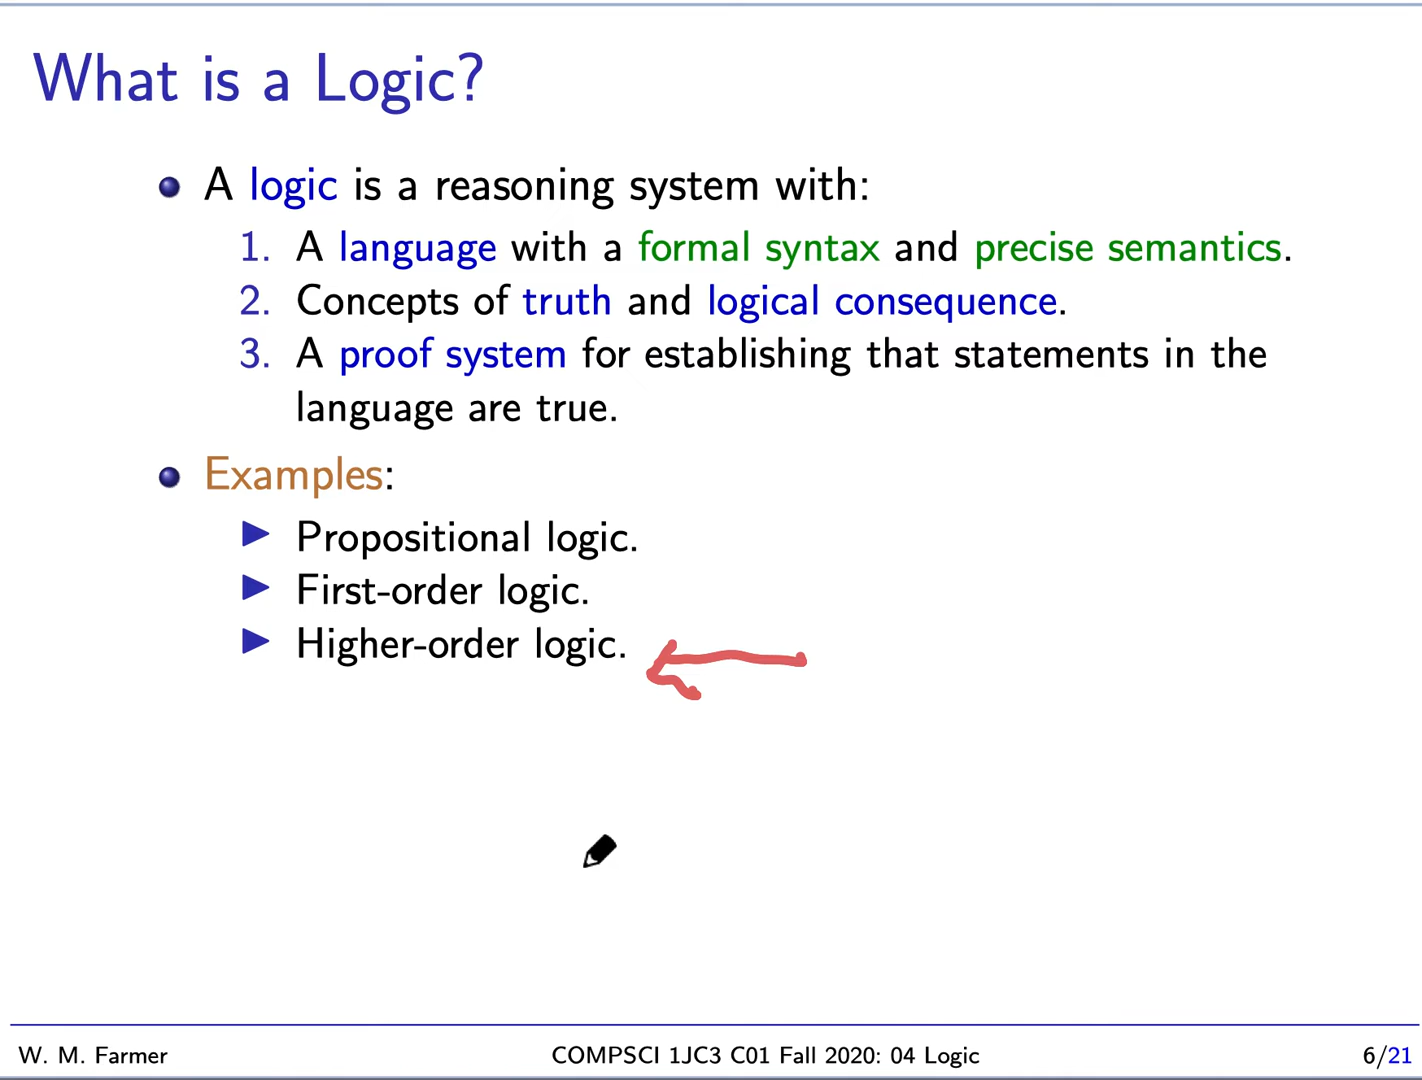 What is a Logic?
A logic is a reasoning system with:
1. A language with a formal syntax and precise semantics.
2. Concepts of truth and logical consequence.
3. A proof system for establishing that statements in the
language are true.
Examples:
Propositional logic.
First-order logic.
Higher-order logic.
W. M. Farmer COMPSCI 1JC3 C01 Fall 2020: 04 Logic 6/21